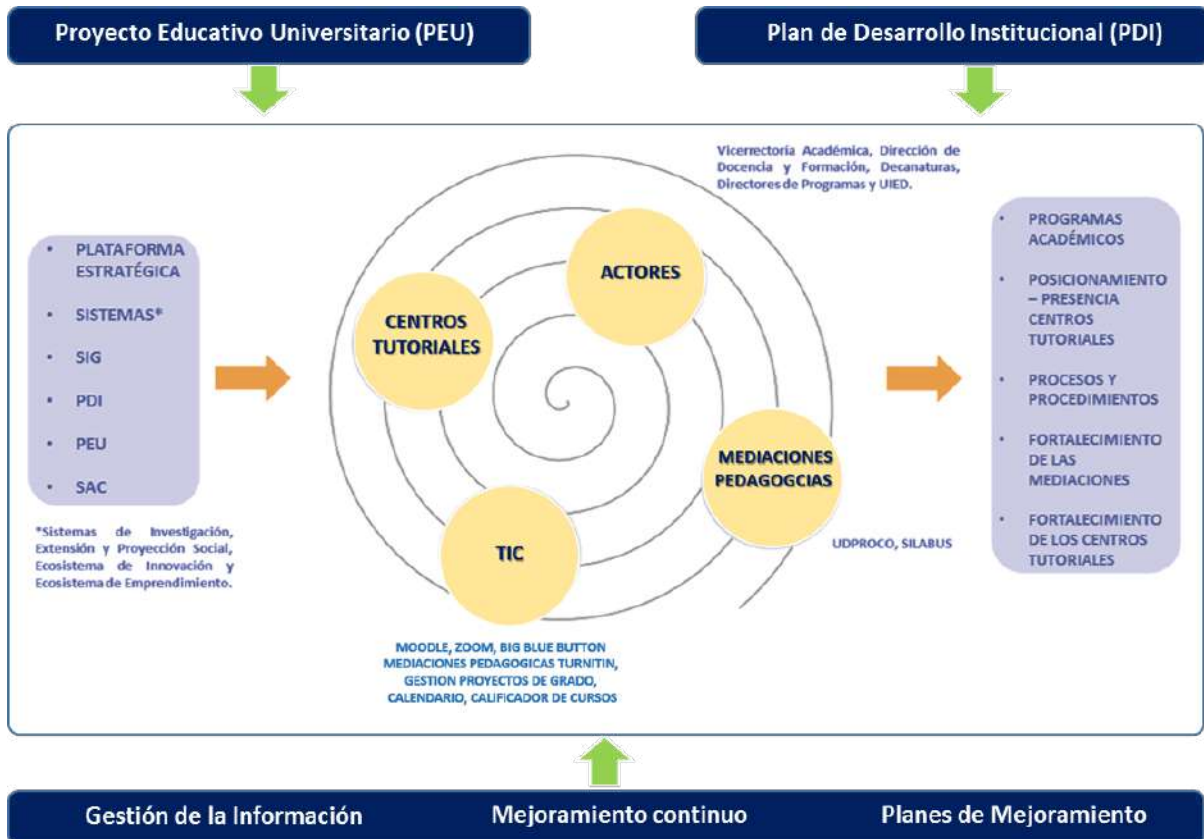 Proyecto Educativo Universitario (PEU)
Plan de Desarrollo Institucional (PDI)
Vicerrectoría Académica, Dirección de
Docencia y Formación, Decanaturas,
Directores de Programas y UIED.
• PLATAFORMA
ESTRATÉGICA
• SISTEMAS*
• SIG
• PDI
• PEU
• SAC
*Sistemas de Investigación,
Extensión y Proyección Social,
Ecosistema de Innovación y
Ecosistema de Emprendimiento.
ACTORES
CENTROS
TUTORIALES
MEDIACIONES
PEDAGOGCIAS
TIC
UDPROCO, SILABUS
MOODLE, ZOOM, BIG BLUE BUTTON
MEDIACIONES PEDAGOGICAS TURNITIN,
GESTION PROYECTOS DE GRADO,
CALENDARIO, CALIFICADOR DE CURSOS
• PROGRAMAS
ACADÉMICOS
• POSICIONAMIENTO
– PRESENCIA
CENTROS
TUTORIALES
• PROCESOS Y
PROCEDIMIENTOS
• FORTALECIMIENTO
DE LAS
MEDIACIONES
• FORTALECIMIENTO
DE LOS CENTROS
TUTORIALES
Gestión de la Información
Mejoramiento continuo
Planes de Mejoramiento